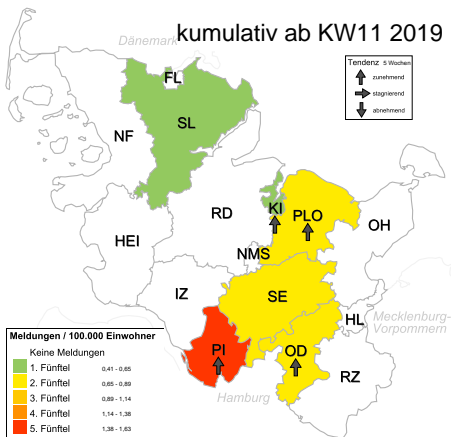 kumulativ ab KW11 2019
Dänemark
Tendenz 5 Wochen
zunehmend
stagnierend
abnehmend
FL
SL
NF
RD
KI
PLO
OH
HEI
NMS
IZ
SE
HL
Mecklenburg-
Vorpommern
PI
OD
RZ
Hamburg
Meldungen / 100.000 Einwohner
Keine Meldungen
1. Fünftel 0,41 - 0,65
2. Fünftel 0,65 - 0,89
3. Fünftel 0,89 - 1,14
4. Fünftel 1,14 - 1,38
5. Fünftel 1,38 - 1,63